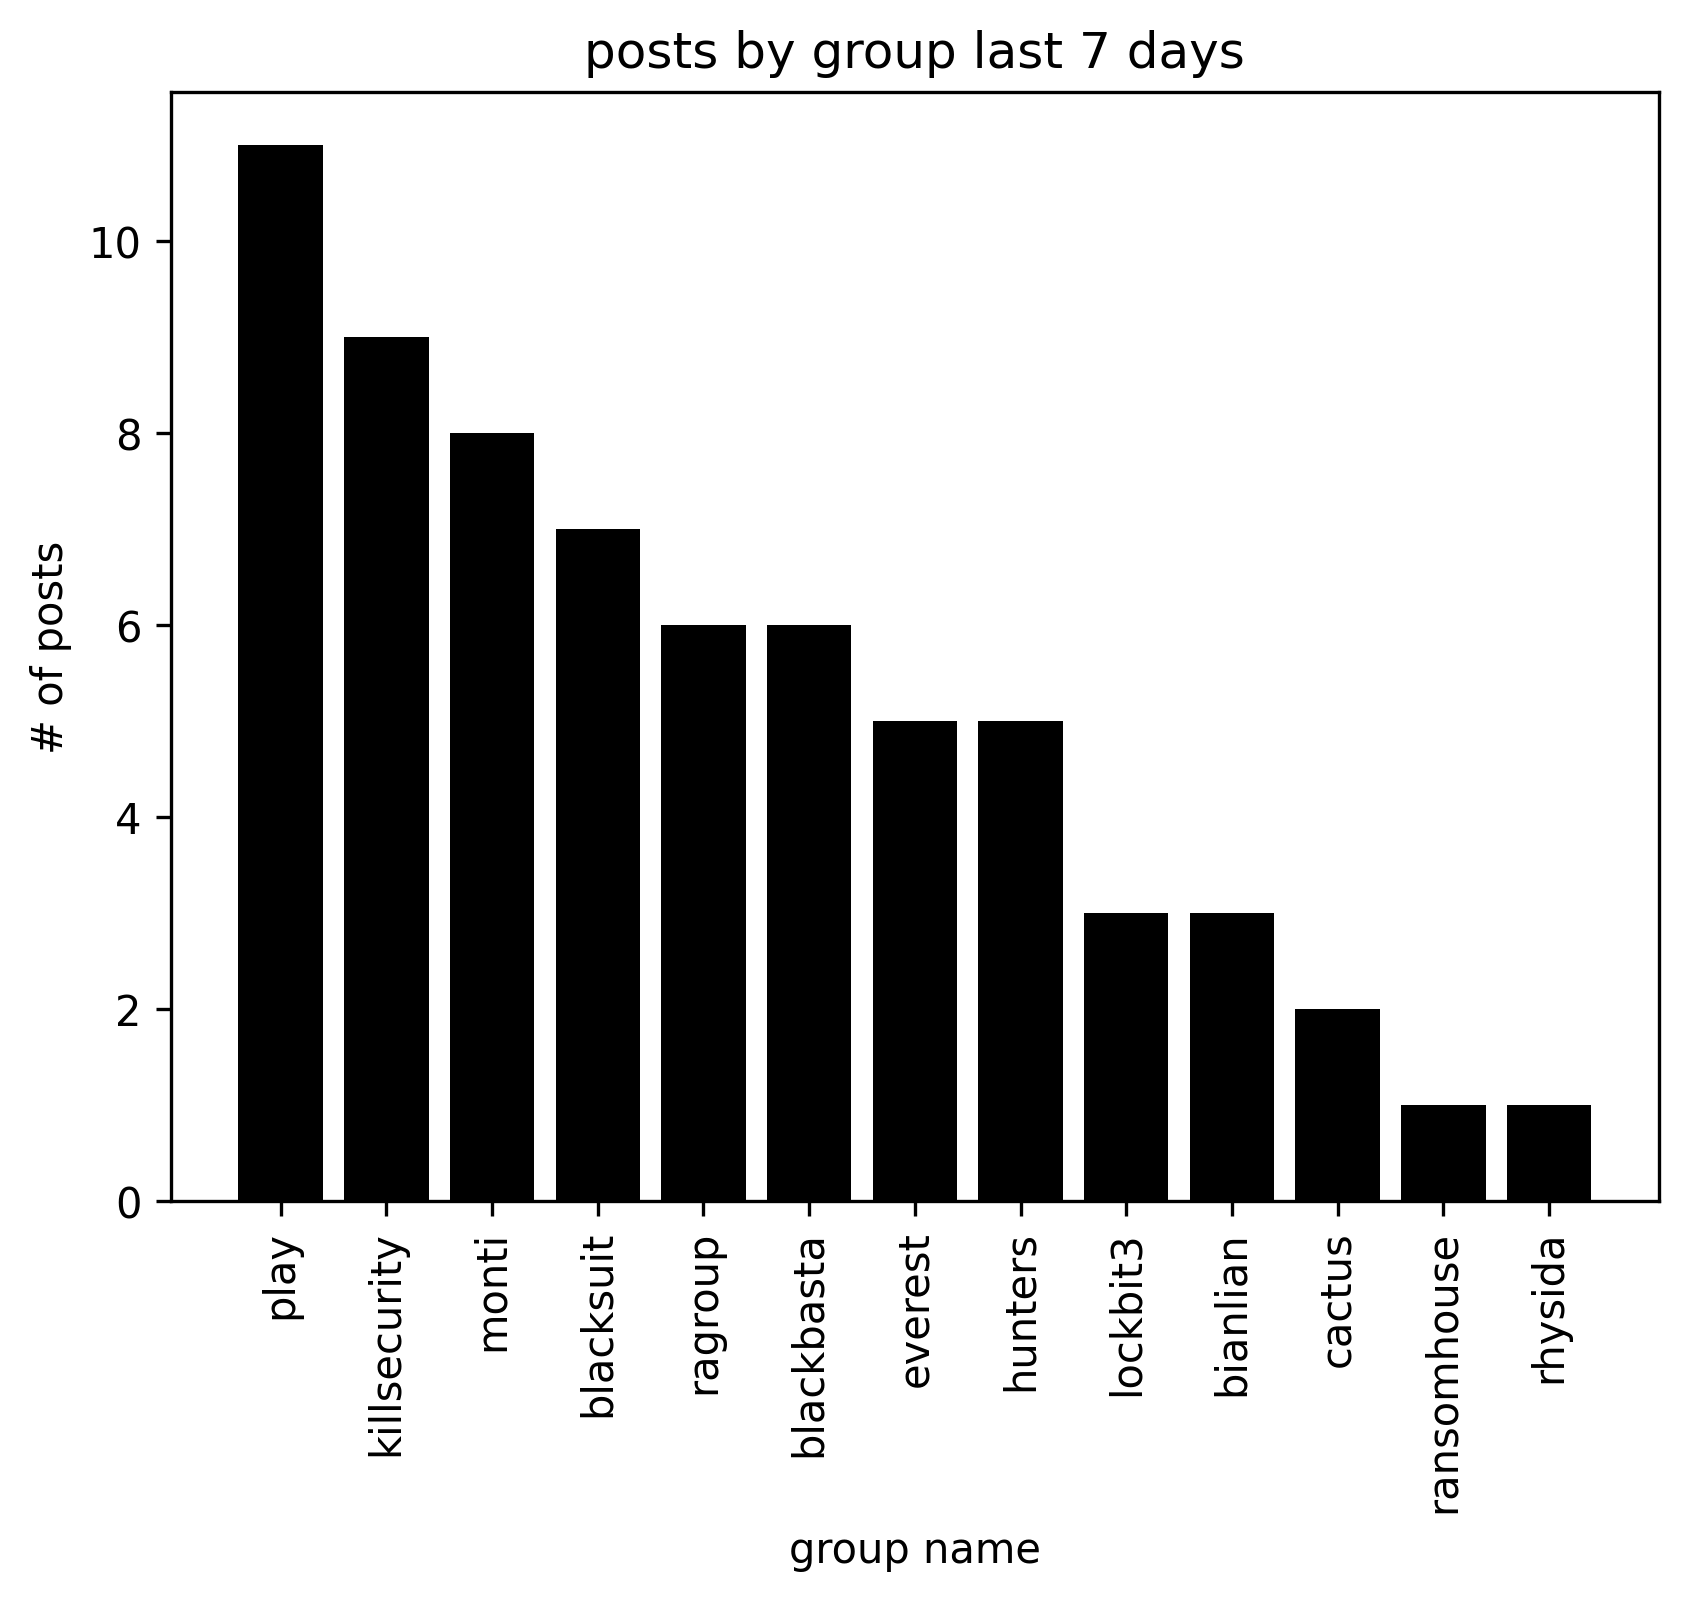 posts by group last 7 days
# of posts
10
8
6
4
2
0
play
killsecurity
monti
blacksuit
ragroup
blackbasta
everest
hunters
lockbit3
bianlian
cactus
ransomhouse
rhysida
group name